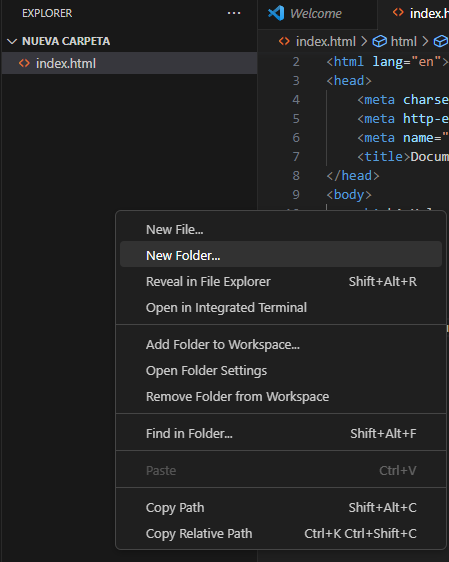 EXPLORER ...
NUEVA CARPETA
index.html
Welcome
index.h
index.html > html >
2 <html lang="en">
3 <head>
4 <meta charse
5 <meta http-e
6 <meta name="
7 <title>Docum
8 </head>
9 <body>
New File...
New Folder...
Reveal in File Explorer Shift+Alt+R
Open in Integrated Terminal
Add Folder to Workspace...
Open Folder Settings
Remove Folder from Workspace
Find in Folder... Shift+Alt+F
Paste Ctrl+V
Copy Path Shift+Alt+C
Copy Relative Path Ctrl+K Ctrl+Shift+C